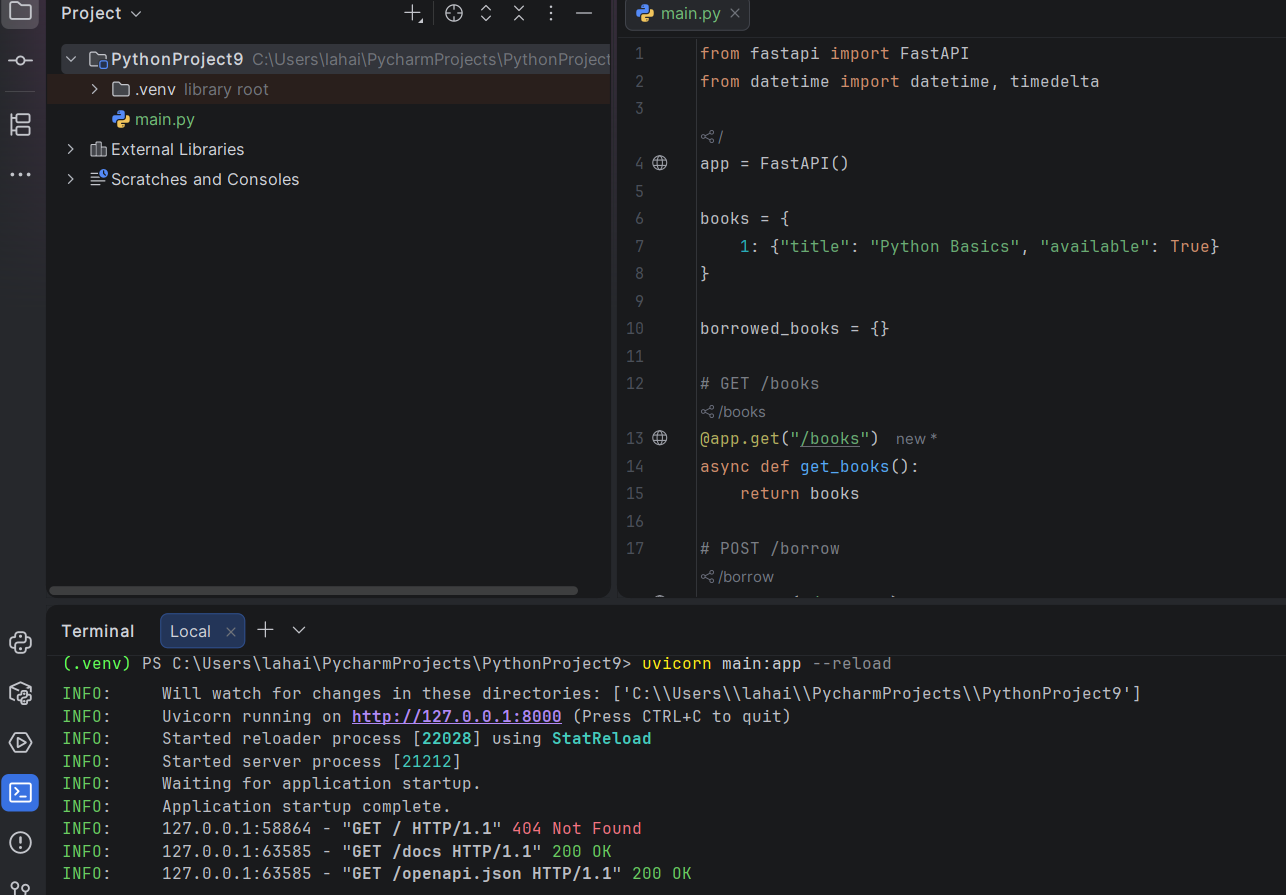 Project
PythonProject9 C:\Users\lahai\PycharmProjects\PythonProject
.venv library root
main.py
External Libraries
Scratches and Consoles
main.py
1 from fastapi import FastAPI
2 from datetime import datetime, timedelta
3
/
4 app = FastAPI()
5
6 books = {
7     1: {"title": "Python Basics", "available": True}
8 }
9
10 borrowed_books = {}
11
12 # GET /books
/books
13 @app.get("/books") new *
14 async def get_books():
15     return books
16
17 # POST /borrow
/borrow
Terminal Local
(.venv) PS C:\Users\lahai\PycharmProjects\PythonProject9> uvicorn main:app --reload
INFO:     Will watch for changes in these directories: ['C:\\Users\\lahai\\PycharmProjects\\PythonProject9']
INFO:     Uvicorn running on http://127.0.0.1:8000 (Press CTRL+C to quit)
INFO:     Started reloader process [22028] using StatReload
INFO:     Started server process [21212]
INFO:     Waiting for application startup.
INFO:     Application startup complete.
INFO:     127.0.0.1:58864 - "GET / HTTP/1.1" 404 Not Found
INFO:     127.0.0.1:63585 - "GET /docs HTTP/1.1" 200 OK
INFO:     127.0.0.1:63585 - "GET /openapi.json HTTP/1.1" 200 OK